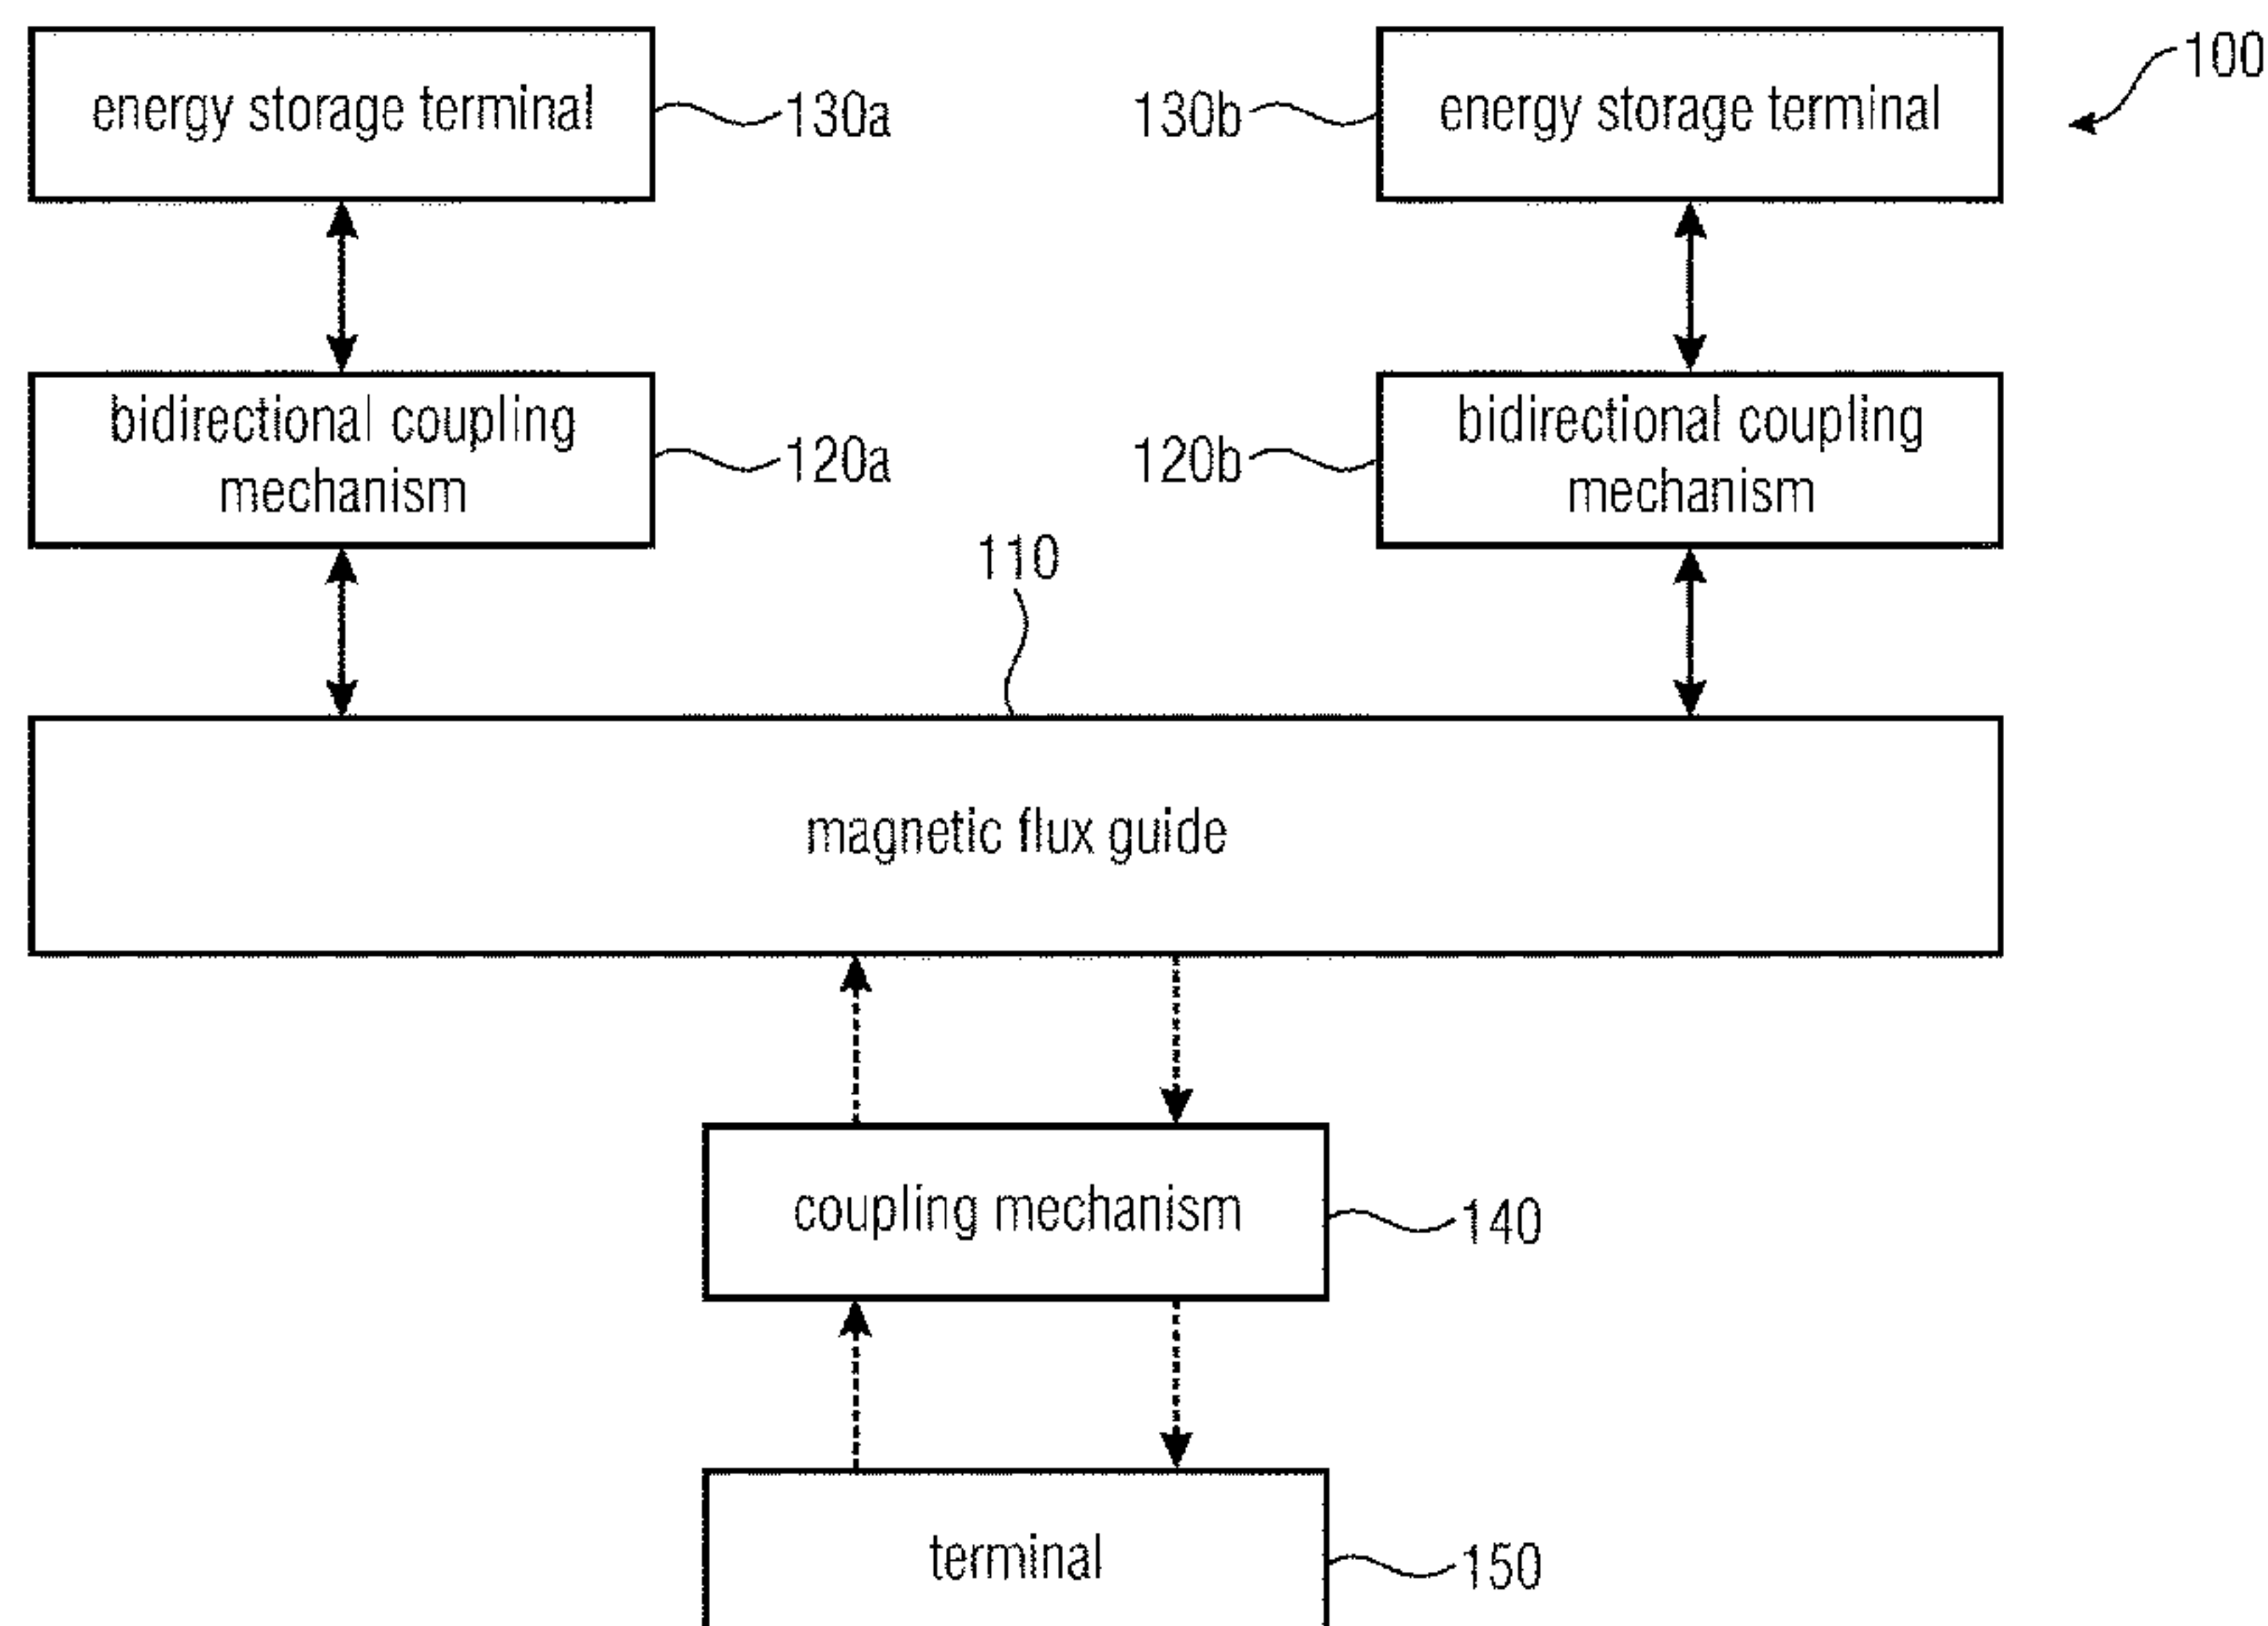 energy storage terminal
130a
130b
energy storage terminal
100
bidirectional coupling
mechanism
120a
120b
bidirectional coupling
mechanism
110
magnetic flux guide
coupling mechanism
140
terminal
150